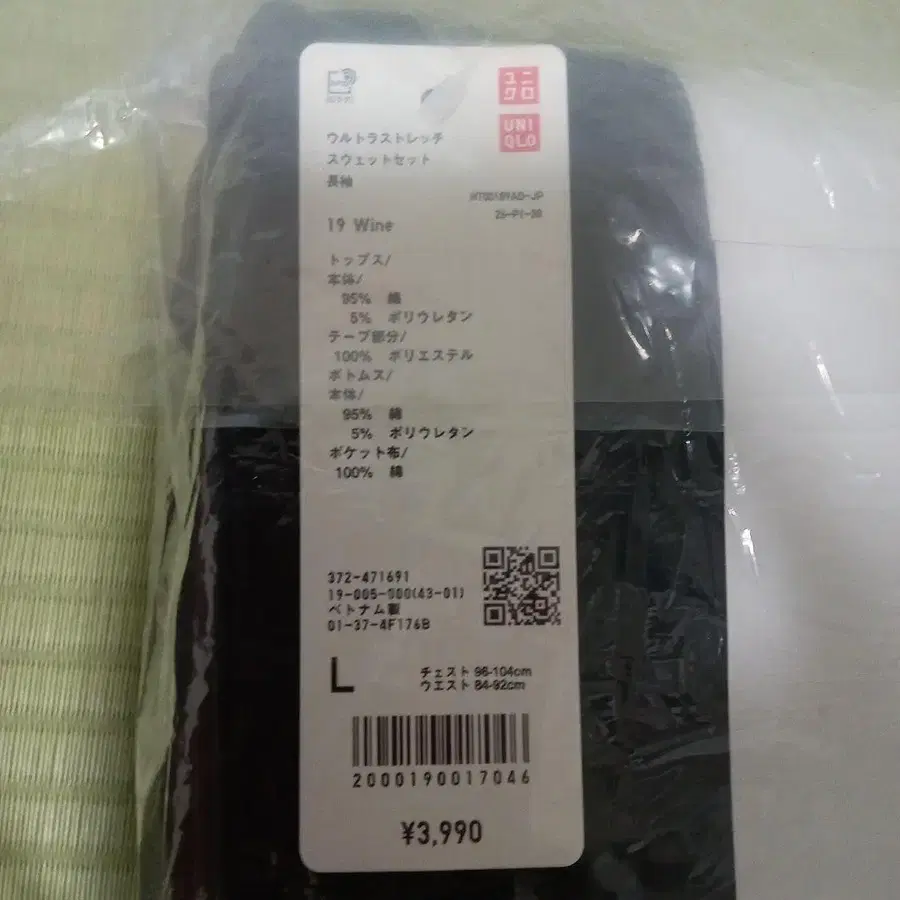 ユニ
クロ
UNI
QLO
ウルトラストレッチ
スウェットセット
長袖
19 Wine
トップス/
本体/
95% 綿
5% ポリウレタン
テープ部分/
100% ポリエステル
ボトムス/
本体/
95% 綿
5% ポリウレタン
ポケット布/
100% 綿
372-471691
19-005-000(43-01)
ベトナム製
01-37-4F176B
L
チェスト 96-104cm
ウエスト 84-92cm
2000190017046
¥3,990